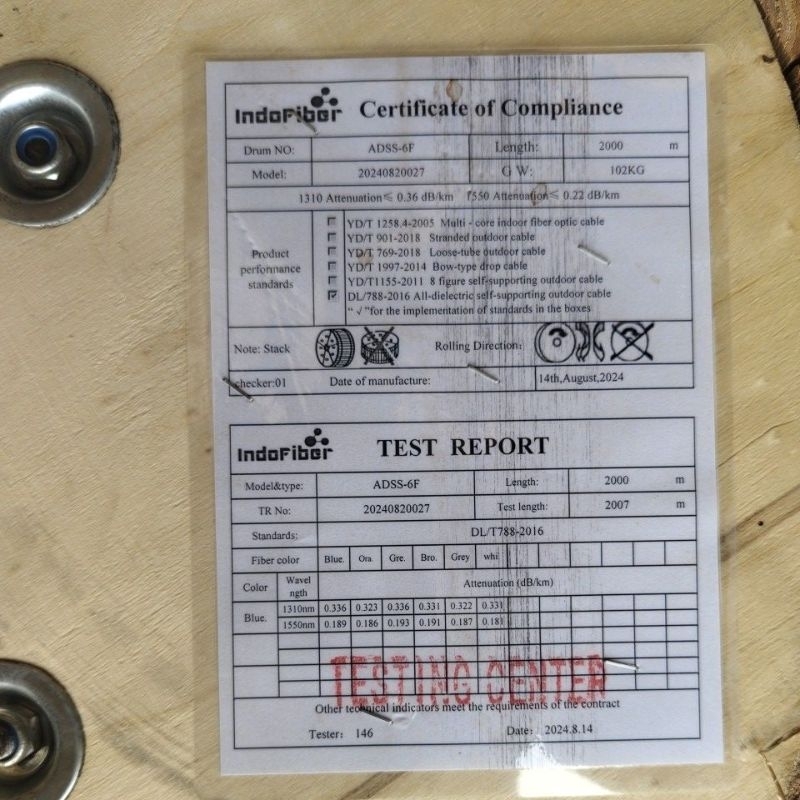 IndoFiber Certificate of Compliance
Drum NO: ADSS-6F Length: 2000 m
Model: 20240820027 G W: 102KG
1310 Attenuation≤ 0.36 dB/km 1550 Attenuation≤ 0.22 dB/km
Product performance standards
YD/T 1258.4-2005 Multi - core indoor fiber optic cable
YD/T 901-2018 Stranded outdoor cable
YD/T 769-2018 Loose-tube outdoor cable
YD/T 1997-2014 Bow-type drop cable
YD/T1155-2011 8 figure self-supporting outdoor cable
DL/788-2016 All-dielectric self-supporting outdoor cable
“ √ ”for the implementation of standards in the boxes
Note: Stack Rolling Direction:
checker:01 Date of manufacture: 14th,August,2024
IndoFiber TEST REPORT
Model&type: ADSS-6F Length: 2000 m
TR No: 20240820027 Test length: 2007 m
Standards: DL/T788-2016
Fiber color Blue. Ora. Gre. Bro. Grey whi
Color Wavel ngth Attenuation (dB/km)
Blue. 1310nm 0.336 0.323 0.336 0.331 0.322 0.331
1550nm 0.189 0.186 0.193 0.191 0.187 0.181
TESTING CENTER
Other technical indicators meet the requirements of the contract
Tester: 146 Date: 2024.8.14